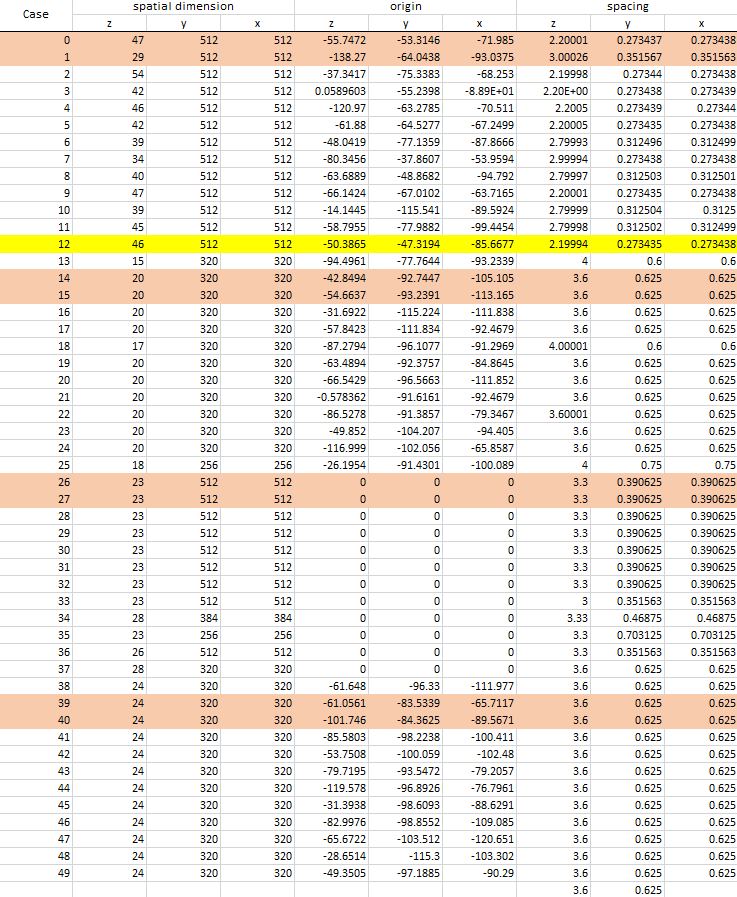 Case spatial dimension origin spacing
z y x z y x z y x
0 47 512 512 -55.7472 -53.3146 -71.985 2.20001 0.273437 0.273438
1 29 512 512 -138.27 -64.0438 -93.0375 3.00026 0.351567 0.351563
2 54 512 512 -37.3417 -75.3383 -68.253 2.19998 0.27344 0.273438
3 42 512 512 0.0589603 -55.2398 -8.89E+01 2.20E+00 0.273438 0.273439
4 46 512 512 -120.97 -63.2785 -70.511 2.2005 0.273439 0.27344
5 42 512 512 -61.88 -64.5277 -67.2499 2.20005 0.273435 0.273438
6 39 512 512 -48.0419 -77.1359 -87.8666 2.79993 0.312496 0.312499
7 34 512 512 -80.3456 -37.8607 -53.9594 2.99994 0.273438 0.273438
8 40 512 512 -63.6889 -48.8682 -94.792 2.79997 0.312503 0.312501
9 47 512 512 -66.1424 -67.0102 -63.7165 2.20001 0.273435 0.273438
10 39 512 512 -14.1445 -115.541 -89.5924 2.79999 0.312504 0.3125
11 45 512 512 -58.7955 -77.9882 -99.4454 2.79998 0.312502 0.312499
12 46 512 512 -50.3865 -47.3194 -85.6677 2.19994 0.273435 0.273438
13 15 320 320 -94.4961 -77.7644 -93.2339 4 0.6 0.6
14 20 320 320 -42.8494 -92.7447 -105.105 3.6 0.625 0.625
15 20 320 320 -54.6637 -93.2391 -113.165 3.6 0.625 0.625
16 20 320 320 -31.6922 -115.224 -111.838 3.6 0.625 0.625
17 20 320 320 -57.8423 -111.834 -92.4679 3.6 0.625 0.625
18 17 320 320 -87.2794 -96.1077 -91.2969 4.00001 0.6 0.6
19 20 320 320 -63.4894 -92.3757 -84.8645 3.6 0.625 0.625
20 20 320 320 -66.5429 -96.5663 -111.852 3.6 0.625 0.625
21 20 320 320 -0.578362 -91.6161 -92.4679 3.6 0.625 0.625
22 20 320 320 -86.5278 -91.3857 -79.3467 3.60001 0.625 0.625
23 20 320 320 -49.852 -104.207 -94.405 3.6 0.625 0.625
24 20 320 320 -116.999 -102.056 -65.8587 3.6 0.625 0.625
25 18 256 256 -26.1954 -91.4301 -100.089 4 0.75 0.75
26 23 512 512 0 0 0 3.3 0.390625 0.390625
27 23 512 512 0 0 0 3.3 0.390625 0.390625
28 23 512 512 0 0 0 3.3 0.390625 0.390625
29 23 512 512 0 0 0 3.3 0.390625 0.390625
30 23 512 512 0 0 0 3.3 0.390625 0.390625
31 23 512 512 0 0 0 3.3 0.390625 0.390625
32 23 512 512 0 0 0 3.3 0.390625 0.390625
33 23 512 512 0 0 0 3 0.351563 0.351563
34 28 384 384 0 0 0 3.33 0.46875 0.46875
35 23 256 256 0 0 0 3.3 0.703125 0.703125
36 26 512 512 0 0 0 3.3 0.351563 0.351563
37 28 320 320 0 0 0 3.6 0.625 0.625
38 24 320 320 -61.648 -96.33 -111.977 3.6 0.625 0.625
39 24 320 320 -61.0561 -83.5339 -65.7117 3.6 0.625 0.625
40 24 320 320 -101.746 -84.3625 -89.5671 3.6 0.625 0.625
41 24 320 320 -85.5803 -98.2238 -100.411 3.6 0.625 0.625
42 24 320 320 -53.7508 -100.059 -102.48 3.6 0.625 0.625
43 24 320 320 -79.7195 -93.5472 -79.2057 3.6 0.625 0.625
44 24 320 320 -119.578 -96.8926 -76.7961 3.6 0.625 0.625
45 24 320 320 -31.3938 -98.6093 -88.6291 3.6 0.625 0.625
46 24 320 320 -82.9976 -98.8552 -109.085 3.6 0.625 0.625
47 24 320 320 -65.6722 -103.512 -120.651 3.6 0.625 0.625
48 24 320 320 -28.6514 -115.3 -103.302 3.6 0.625 0.625
49 24 320 320 -49.3505 -97.1885 -90.29 3.6 0.625 0.625
3.6 0.625